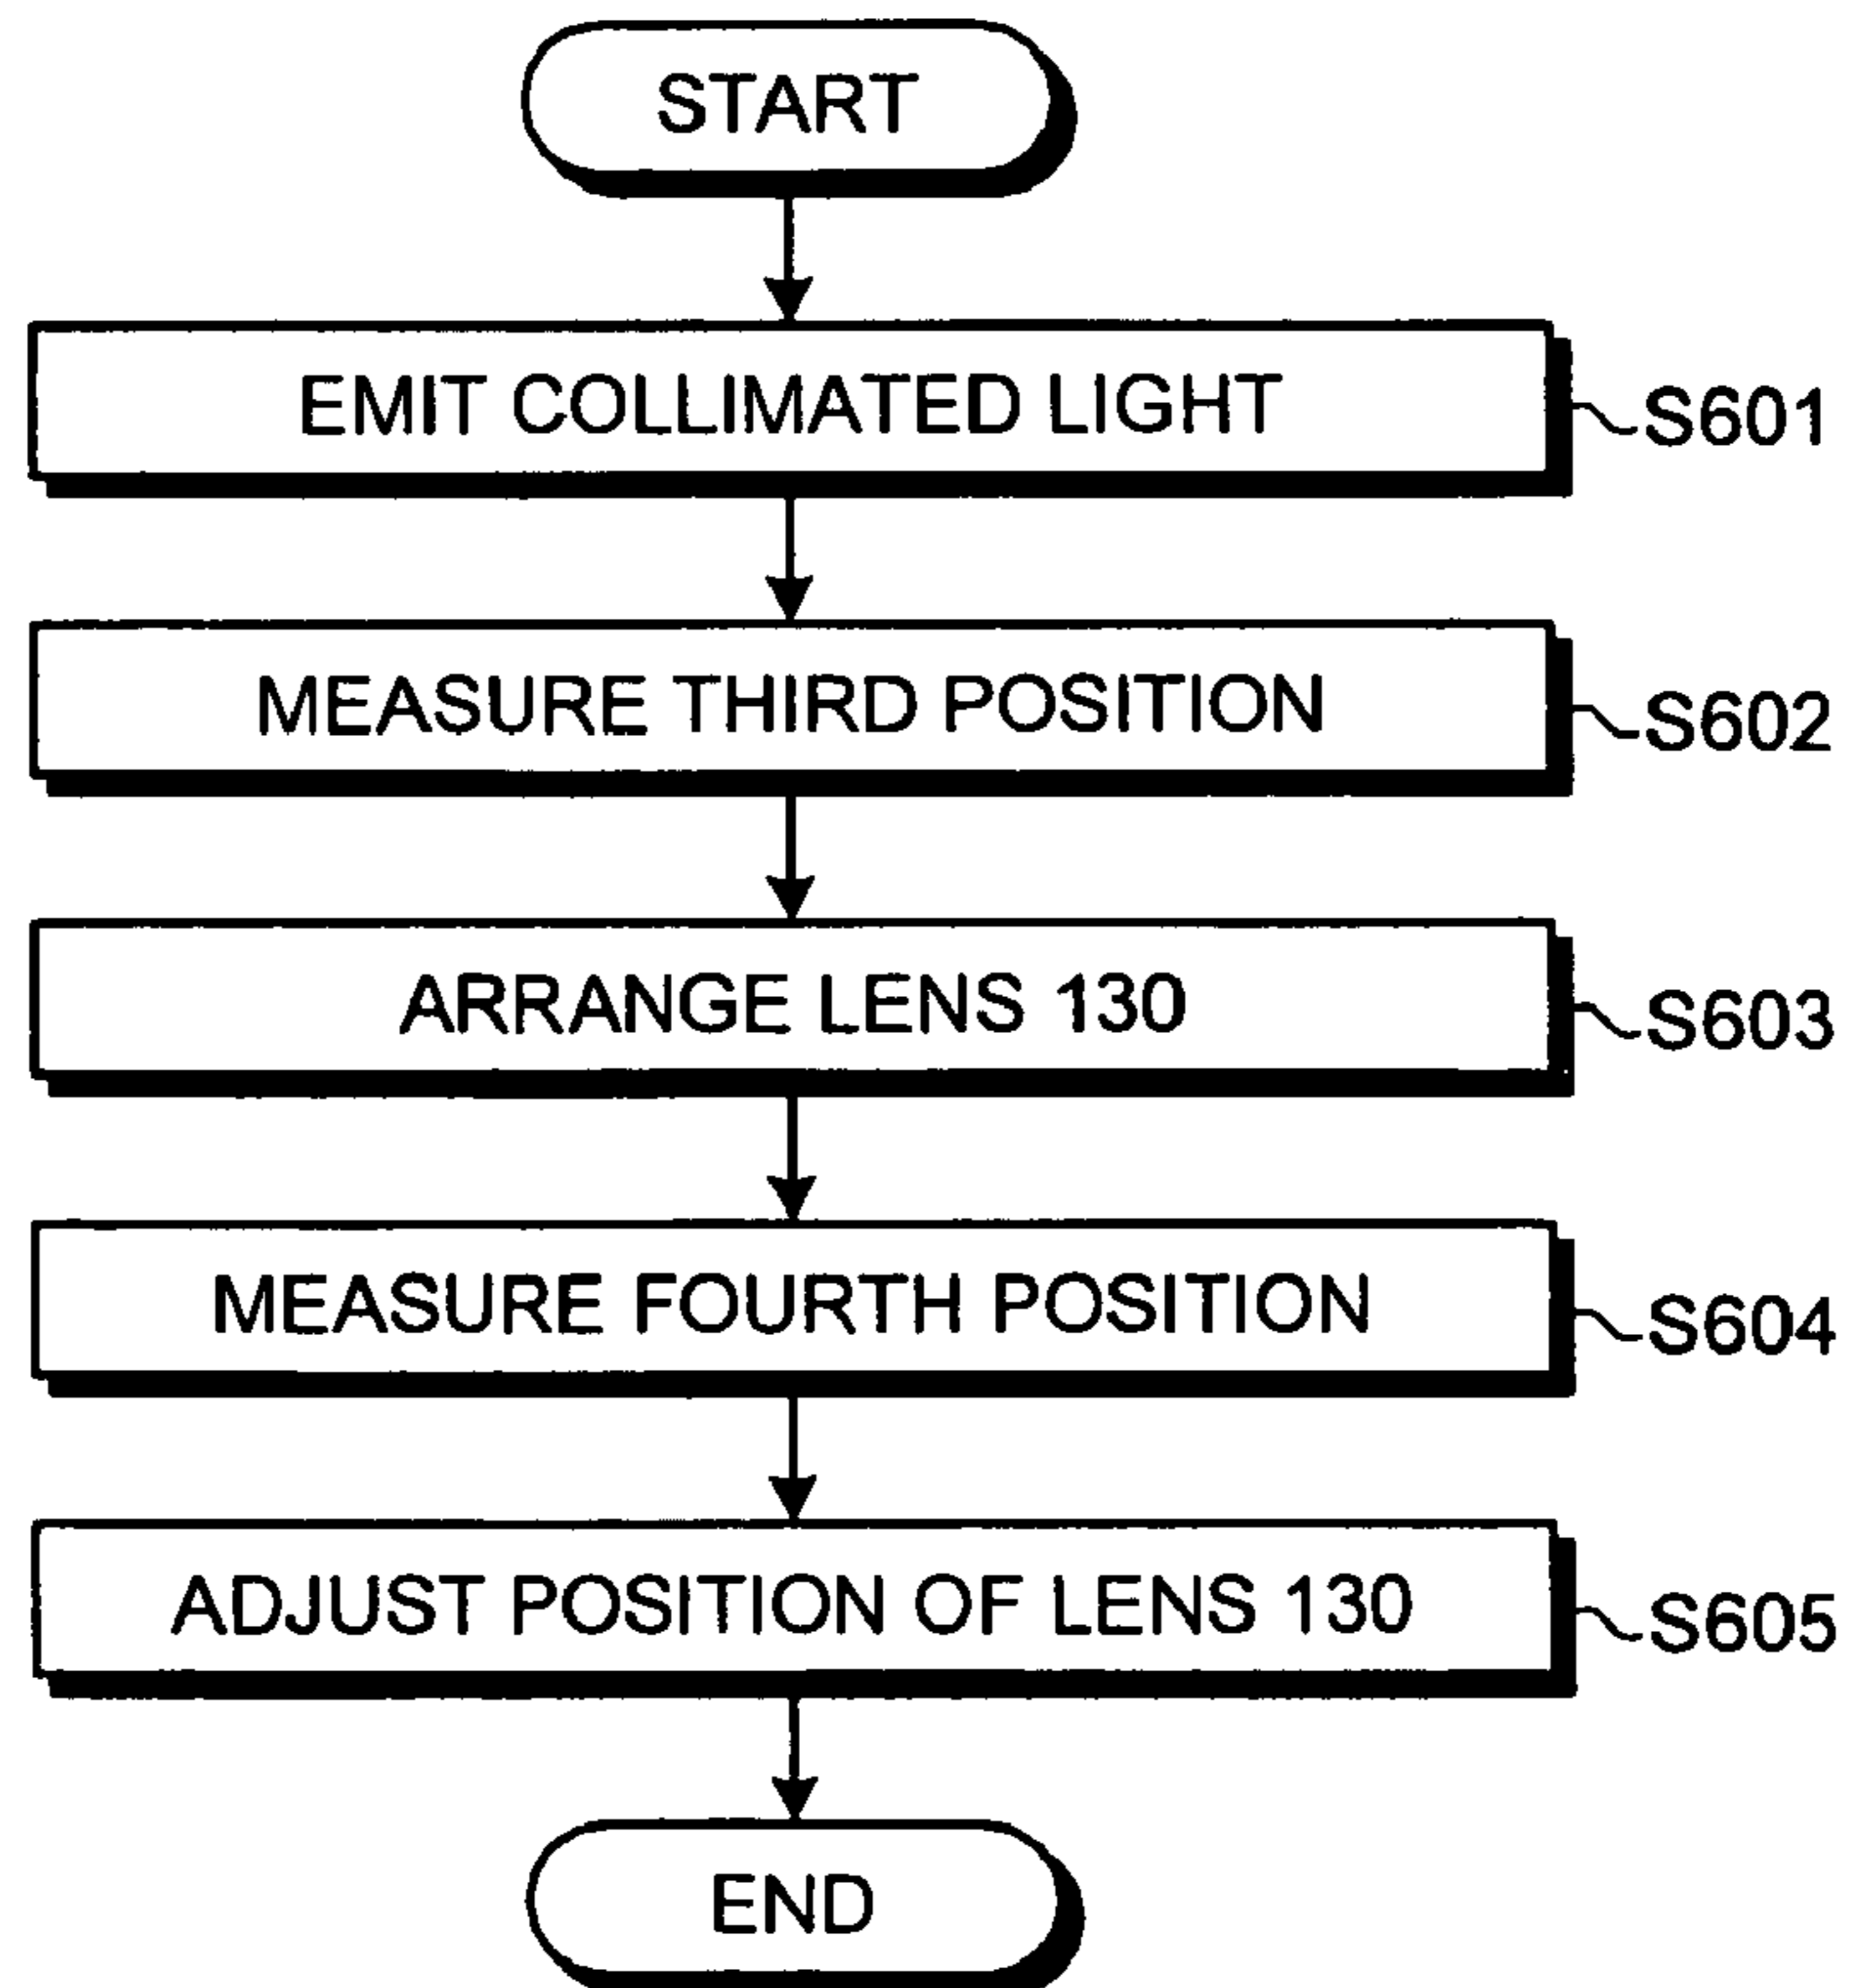 START
EMIT COLLIMATED LIGHT
S601
MEASURE THIRD POSITION
S602
ARRANGE LENS 130
S603
MEASURE FOURTH POSITION
S604
ADJUST POSITION OF LENS 130
S605
END